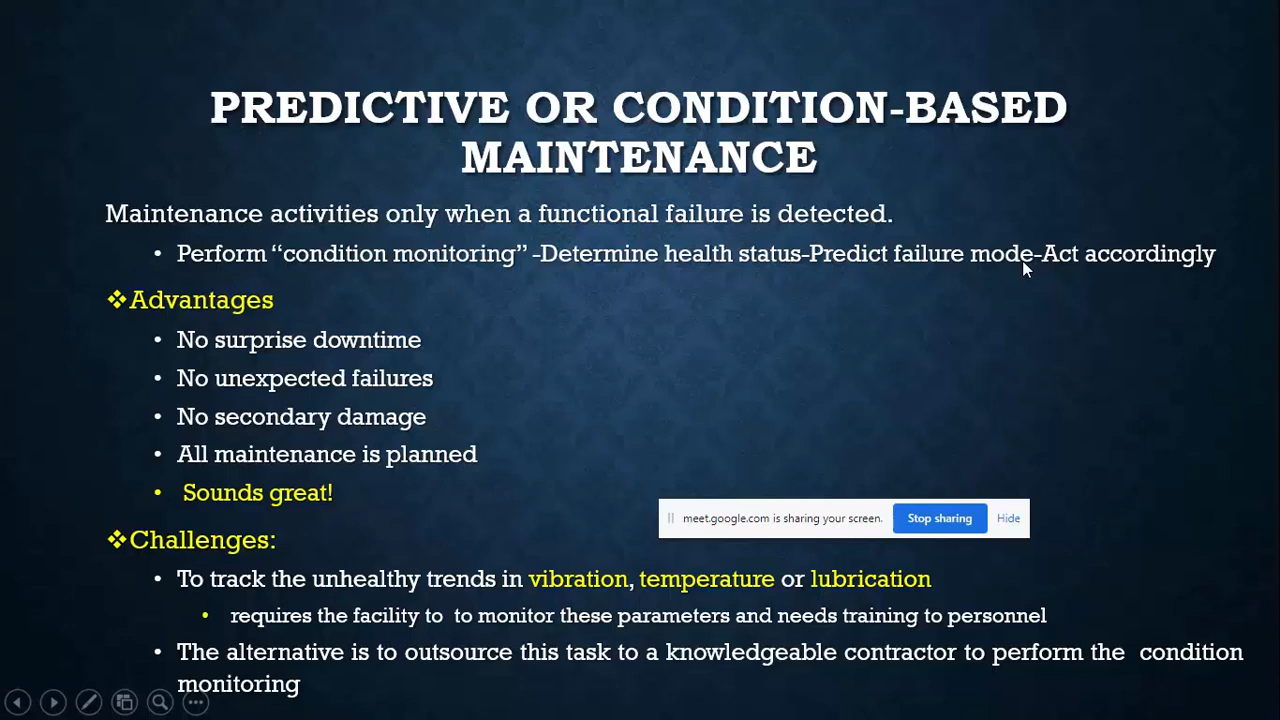 PREDICTIVE OR CONDITION-BASED
MAINTENANCE
Maintenance activities only when a functional failure is detected.
• Perform “condition monitoring” -Determine health status-Predict failure mode-Act accordingly
❖Advantages
• No surprise downtime
• No unexpected failures
• No secondary damage
• All maintenance is planned
• Sounds great!
meet.google.com is sharing your screen. Stop sharing Hide
❖Challenges:
• To track the unhealthy trends in vibration, temperature or lubrication
• requires the facility to to monitor these parameters and needs training to personnel
• The alternative is to outsource this task to a knowledgeable contractor to perform the condition
monitoring